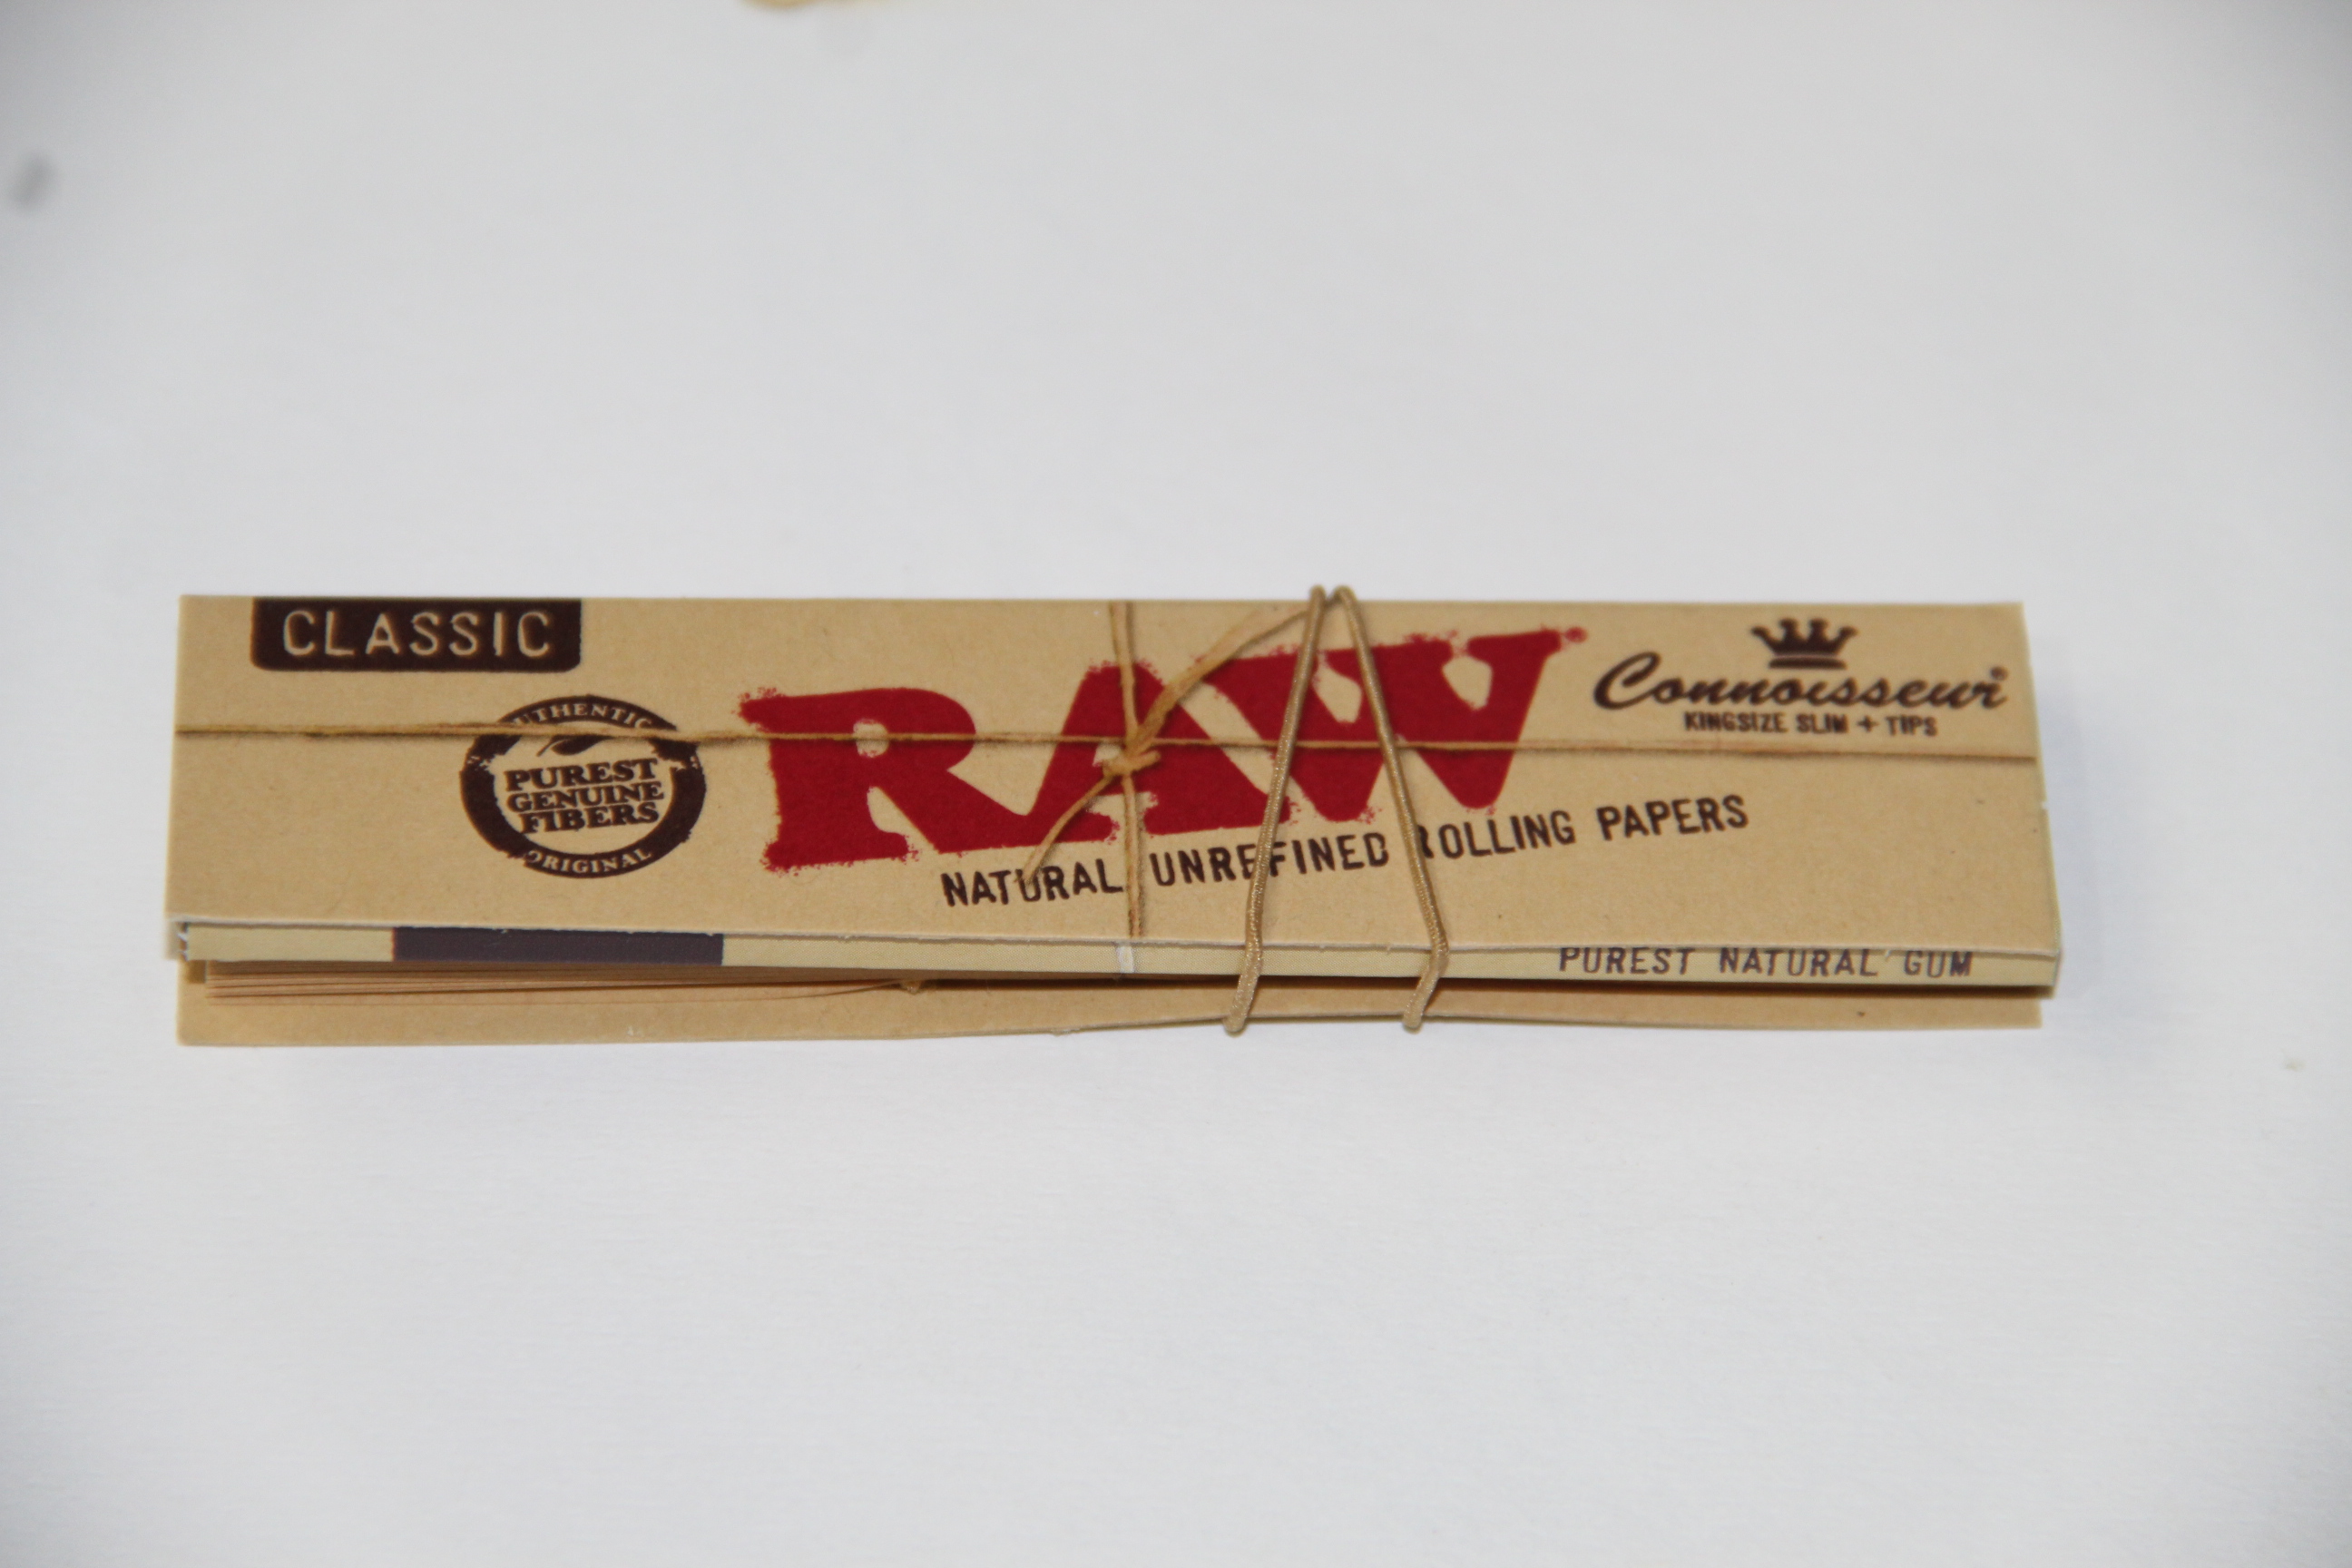 CLASSIC
AUTHENTIC
PUREST
GENUINE
FIBERS
ORIGINAL
RAW®
NATURAL UNREFINED ROLLING PAPERS
Connoisseur
KINGSIZE SLIM + TIPS
PUREST NATURAL GUM